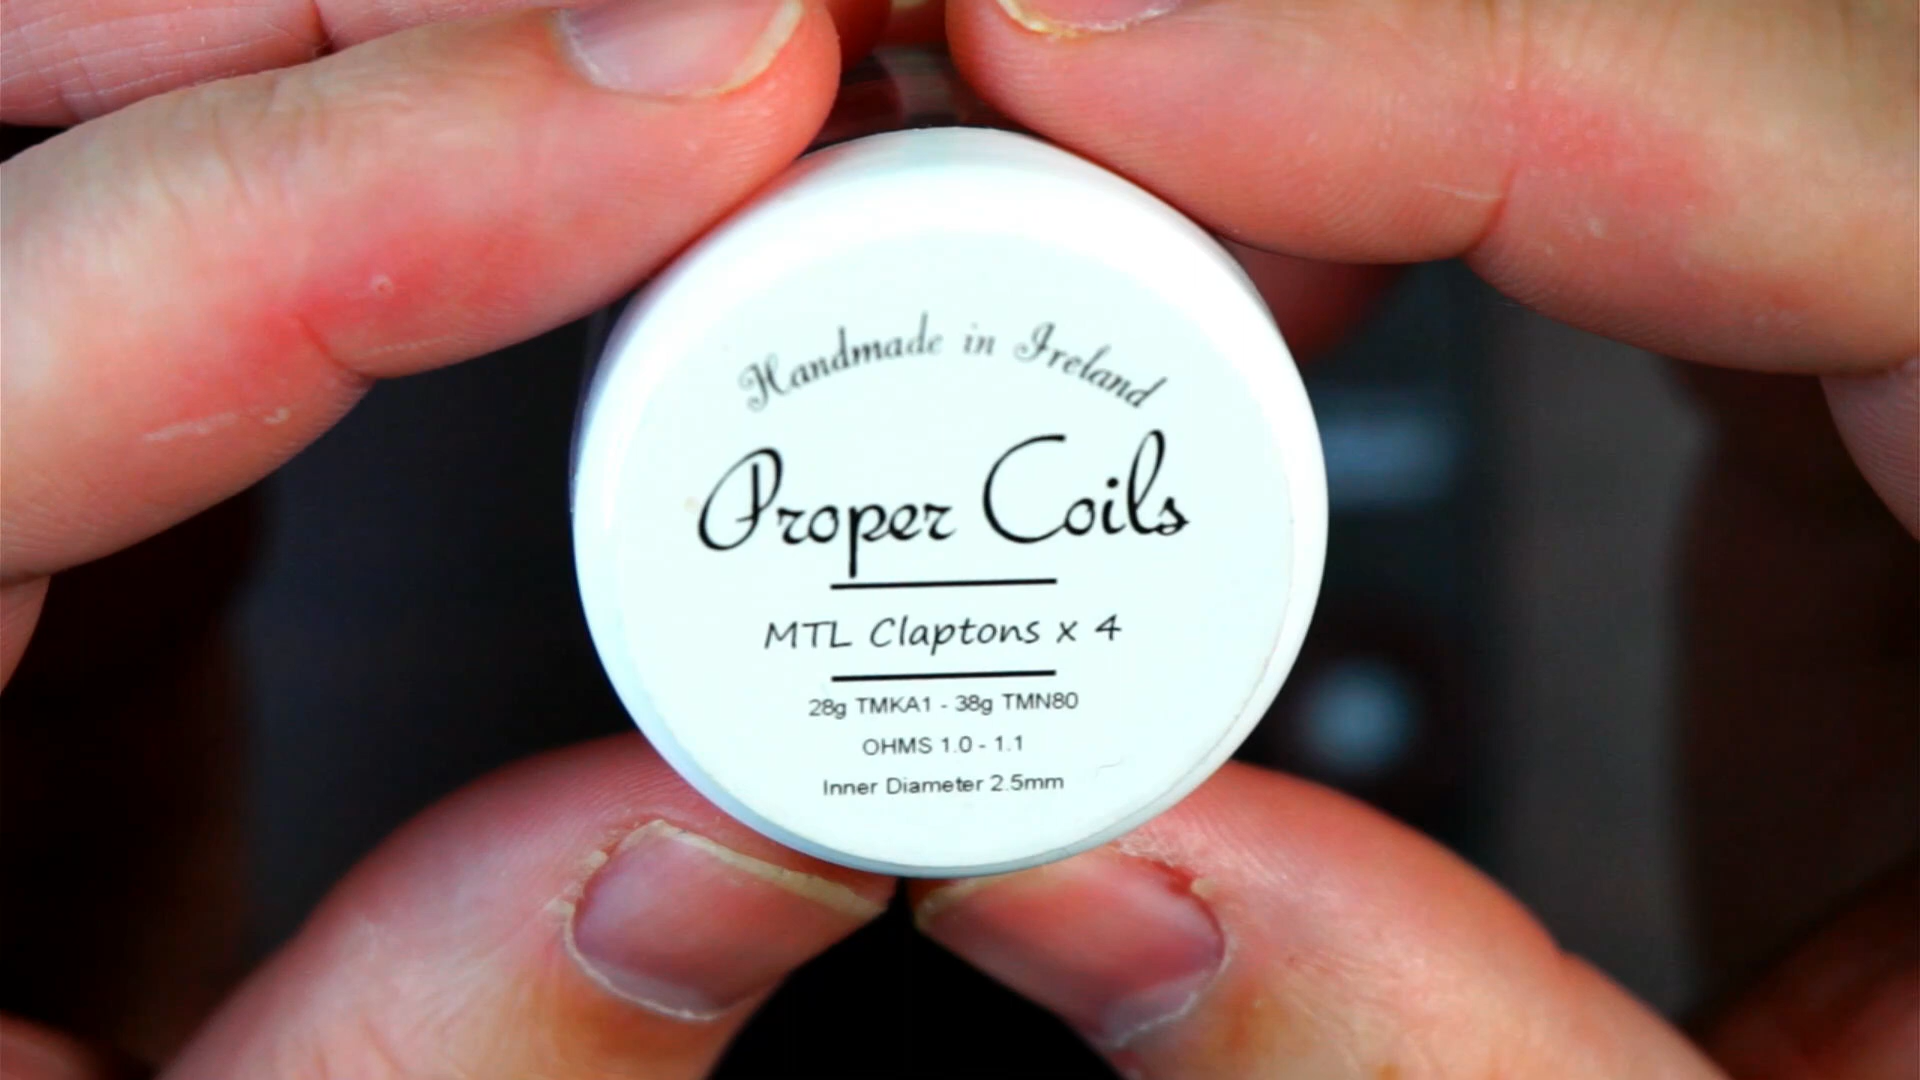 Handmade in Ireland
Proper Coils
MTL Claptons x 4
28g TMKA1 - 38g TMN80
OHMS 1.0 - 1.1
Inner Diameter 2.5mm